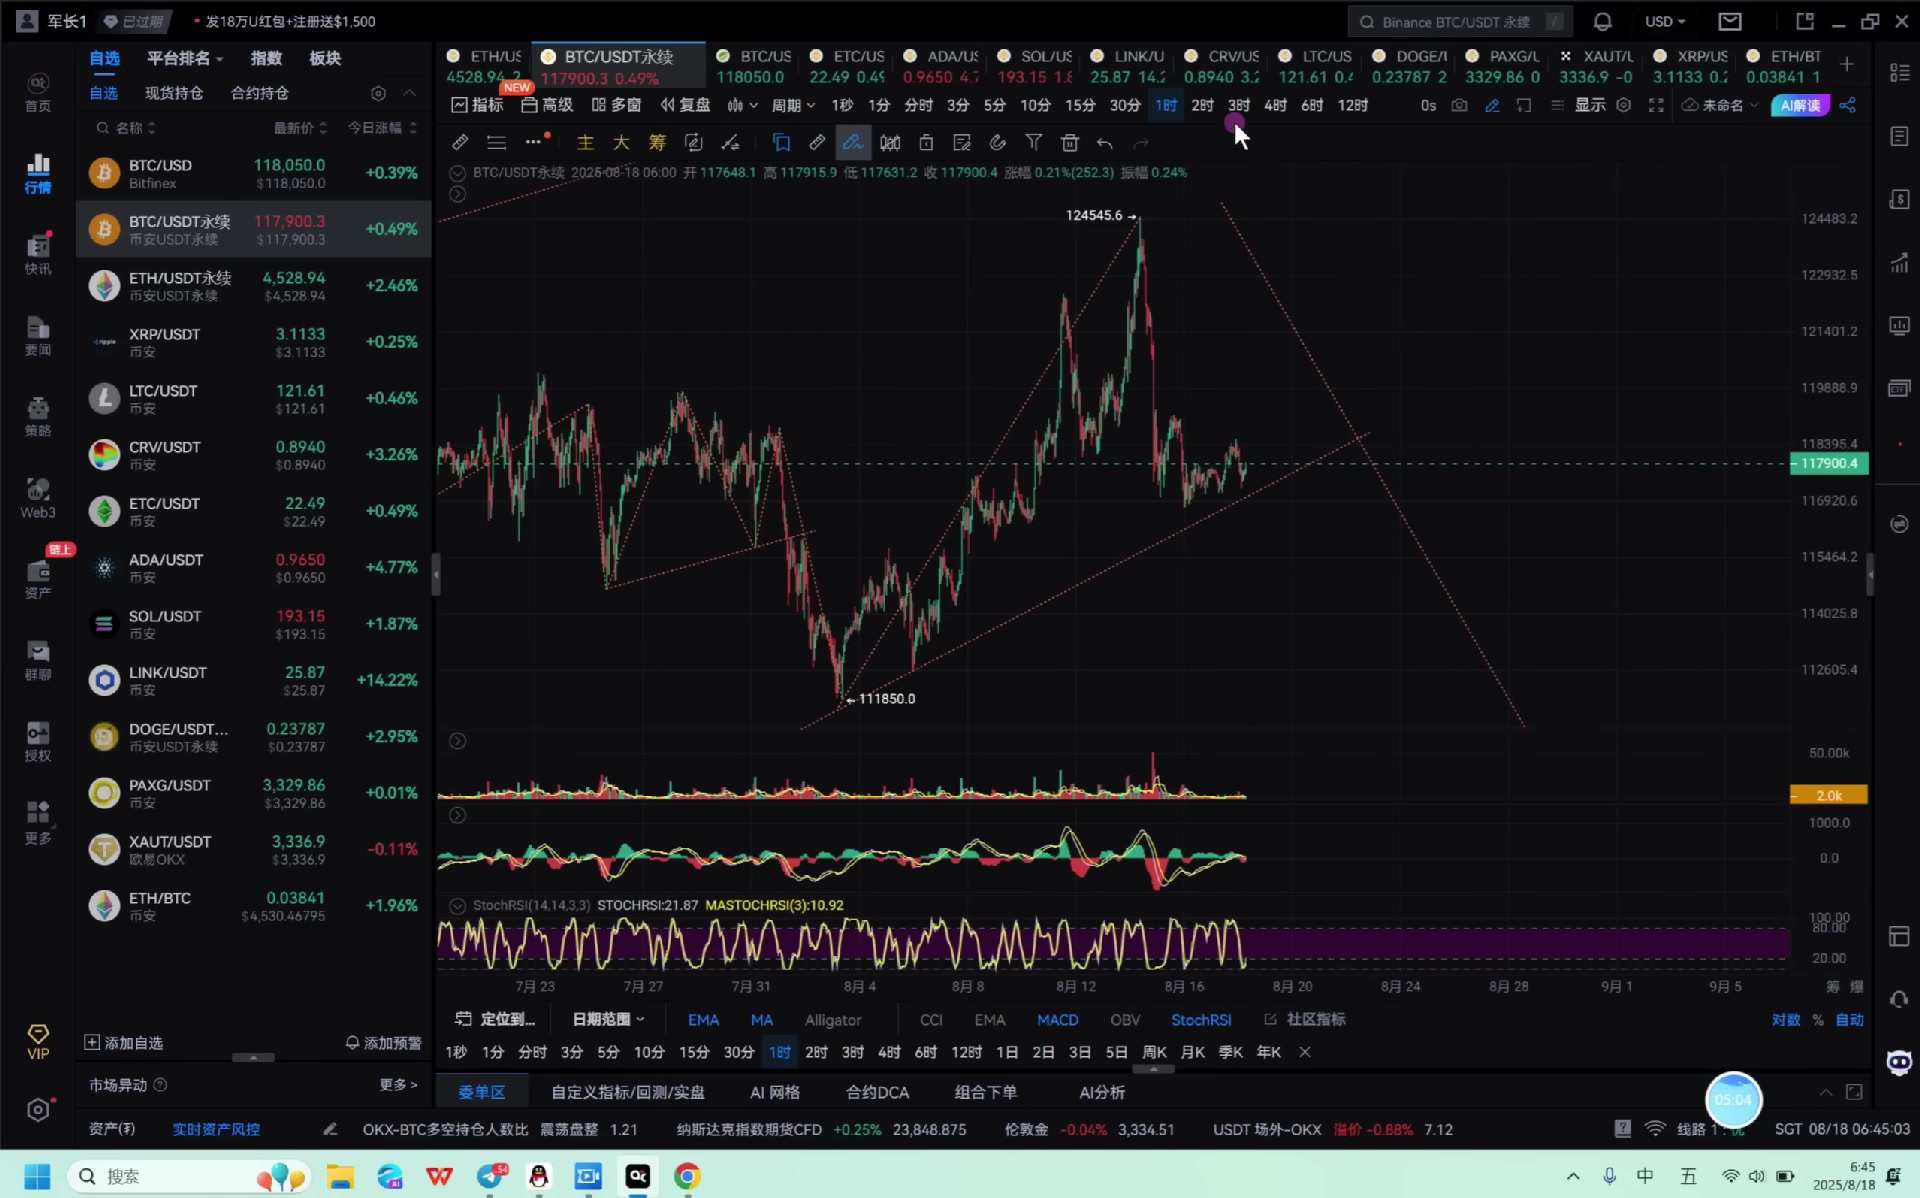 军长1 已过期 • 发18万U红包+注册送$1,500
Binance BTC/USDT 永续 / USD
自选 平台排名 指数 板块
自选 现货持仓 合约持仓
名称 最新价 今日涨幅
BTC/USD 118,050.0 +0.39%
Bitfinex $118,050.0
BTC/USDT永续 117,900.3 +0.49%
币安USDT永续 $117,900.3
ETH/USDT永续 4,528.94 +2.46%
币安USDT永续 $4,528.94
XRP/USDT 3.1133 +0.25%
币安 $3.1133
LTC/USDT 121.61 +0.46%
币安 $121.61
CRV/USDT 0.8940 +3.26%
币安 $0.8940
ETC/USDT 22.49 +0.49%
币安 $22.49
ADA/USDT 0.9650 +4.77%
币安 $0.9650
SOL/USDT 193.15 +1.87%
币安 $193.15
LINK/USDT 25.87 +14.22%
币安 $25.87
DOGE/USDT... 0.23787 +2.95%
币安USDT永续 $0.23787
PAXG/USDT 3,329.86 +0.01%
币安 $3,329.86
XAUT/USDT 3,336.9 -0.11%
欧易OKX $3,336.9
ETH/BTC 0.03841 +1.96%
币安 $4,530.46795
添加自选 添加预警
市场异动 更多 >
首页
行情
快讯
要闻
策略
Web3
链上
资产
群聊
授权
更多
VIP
ETH/US BTC/USDT永续 BTC/US ETC/US ADA/US SOL/US LINK/U CRV/US LTC/US DOGE/ PAXG/L XAUT/L XRP/US ETH/BT
4528.94 2 117900.3 0.49% 118050.0 22.49 0.49 0.9650 4.7 193.15 1.8 25.87 14.2 0.8940 3.2 121.61 0.4 0.23787 2 3329.86 0 3336.9 -0 3.1133 0.2 0.03841 1
NEW
指标 高级 多窗 复盘 周期 1秒 1分 分时 3分 5分 10分 15分 30分 1时 2时 3时 4时 6时 12时 0s 显示 未命名 AI解读
主 大 筹
BTC/USDT永续 2025-08-18 06:00 开 117648.1 高 117915.9 低 117631.2 收 117900.4 涨幅 0.21%(252.3) 振幅 0.24%
124545.6
111850.0
124483.2
122932.5
121401.2
119888.9
118395.4
117900.4
116920.6
115464.2
114025.8
112605.4
50.00k
2.0k
1000.0
0.0
StochRSI(14,14,3,3) STOCHRSI:21.87 MASTOCHRSI(3):10.92
100.00
80.00
20.00
7月 23 7月 27 7月 31 8月 4 8月 8 8月 12 8月 16 8月 20 8月 24 8月 28 9月 1 9月 5 筹 爆
定位到... 日期范围 EMA MA Alligator CCI EMA MACD OBV StochRSI 社区指标 对数 % 自动
1秒 1分 分时 3分 5分 10分 15分 30分 1时 2时 3时 4时 6时 12时 1日 2日 3日 5日 周K 月K 季K 年K
委单区 自定义指标/回测/实盘 AI 网格 合约DCA 组合下单 AI分析
05:04
资产(₮) 实时资产风控 OKX-BTC多空持仓人数比 震荡盘整 1.21 纳斯达克指数期货CFD +0.25% 23,848.875 伦敦金 -0.04% 3,334.51 USDT 场外-OKX 溢价 -0.88% 7.12 线路 1 SGT 08/18 06:45:03
搜索 54 中 五 6:45
2025/8/18